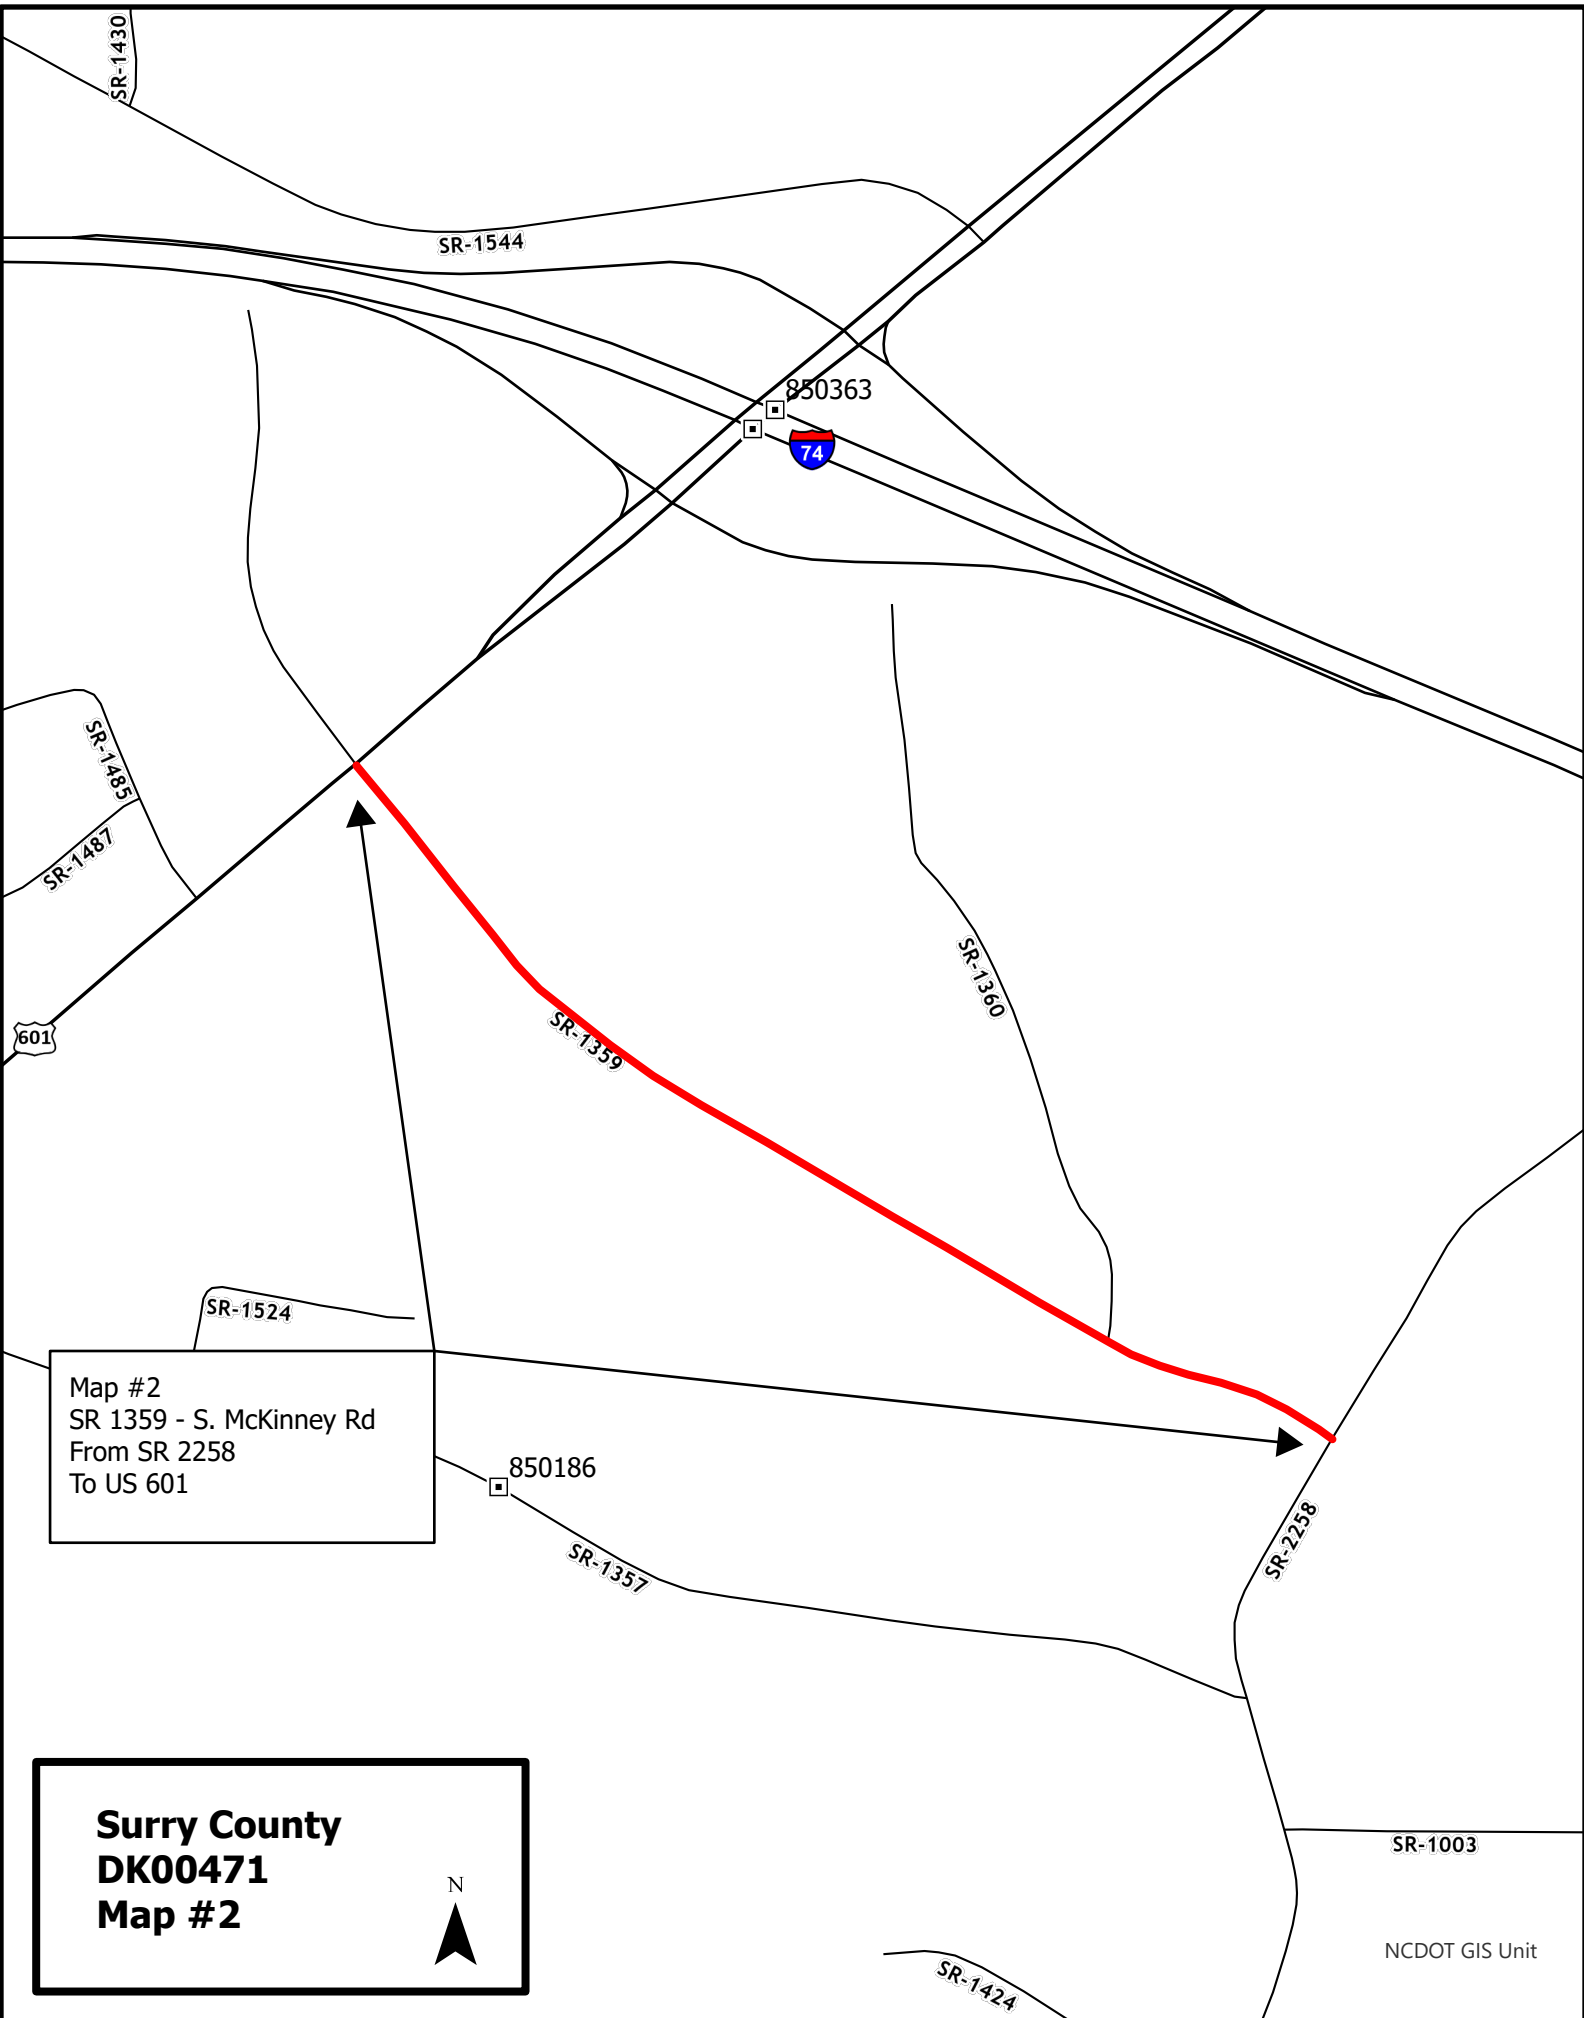 SR-1430
SR-1544
850363
74
SR-1485
SR-1487
SR-1360
601
SR-1359
SR-1524
Map #2
SR 1359 - S. McKinney Rd
From SR 2258
To US 601
850186
SR-2258
SR-1357
Surry County
DK00471
Map #2
N
SR-1003
NCDOT GIS Unit
SR-1424